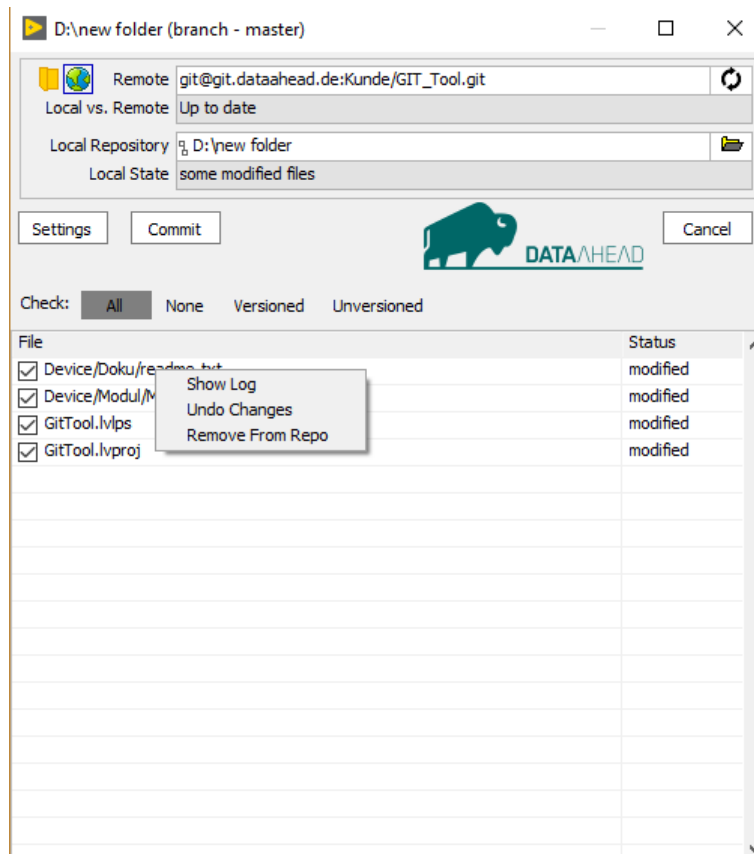 D:\new folder (branch - master)
Remote git@git.dataahead.de:Kunde/GIT_Tool.git
Local vs. Remote Up to date
Local Repository D:\new folder
Local State some modified files
Settings Commit Cancel
DATAAHEAD
Check: All None Versioned Unversioned
File Status
Device/Doku/readme.txt modified
Device/Modul/M modified
GitTool.lvlps modified
GitTool.lvproj modified
Show Log
Undo Changes
Remove From Repo